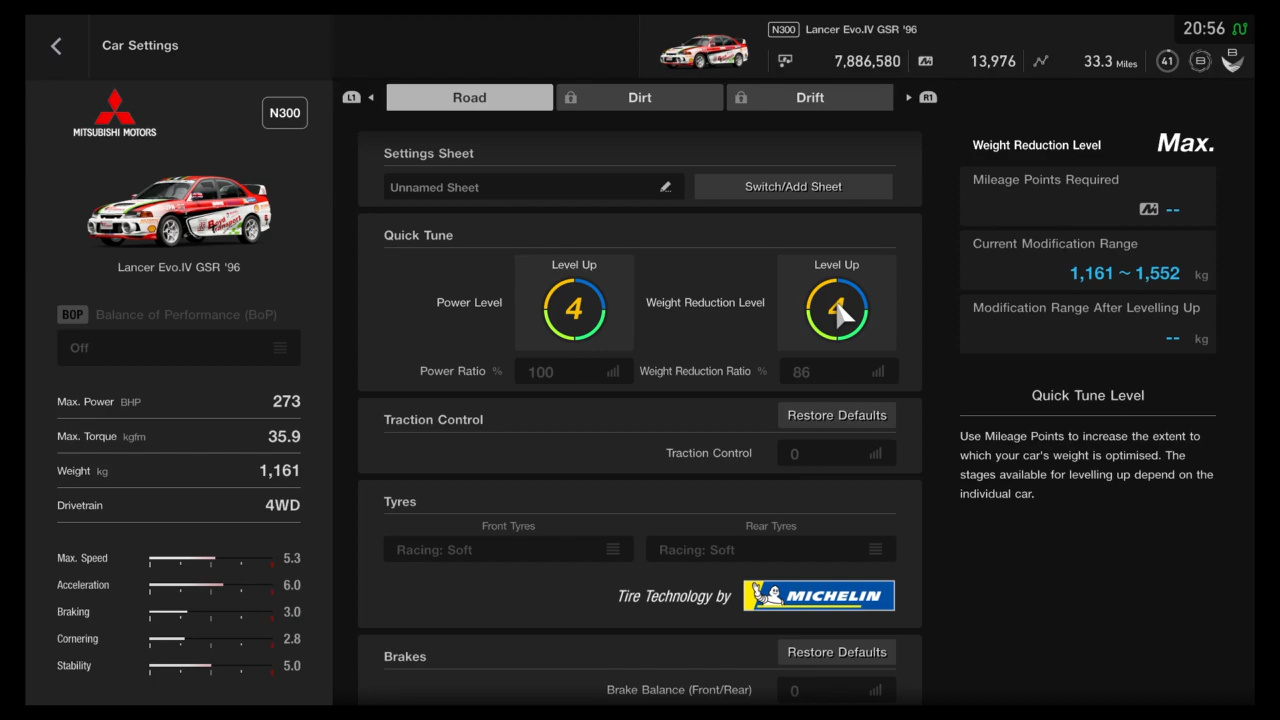 N300 Lancer Evo.IV GSR '96
20:56
Car Settings
7,886,580
13,976
33.3 Miles
41 B B
L1 Road Dirt Drift R1
MITSUBISHI MOTORS
N300
Settings Sheet
Unnamed Sheet
Switch/Add Sheet
Quick Tune
Level Up
Level Up
Power Level 4
Weight Reduction Level 4
Power Ratio % 100
Weight Reduction Ratio % 86
Lancer Evo.IV GSR '96
BOP Balance of Performance (BoP)
Off
Max. Power BHP 273
Max. Torque kgfm 35.9
Weight kg 1,161
Drivetrain 4WD
Max. Speed 5.3
Acceleration 6.0
Braking 3.0
Cornering 2.8
Stability 5.0
Traction Control
Restore Defaults
Traction Control 0
Tyres
Front Tyres
Rear Tyres
Racing: Soft
Racing: Soft
Tire Technology by MICHELIN
Brakes
Restore Defaults
Brake Balance (Front/Rear) 0
Weight Reduction Level Max.
Mileage Points Required
--
Current Modification Range
1,161 ~ 1,552 kg
Modification Range After Levelling Up
-- kg
Quick Tune Level
Use Mileage Points to increase the extent to
which your car's weight is optimised. The
stages available for levelling up depend on the
individual car.